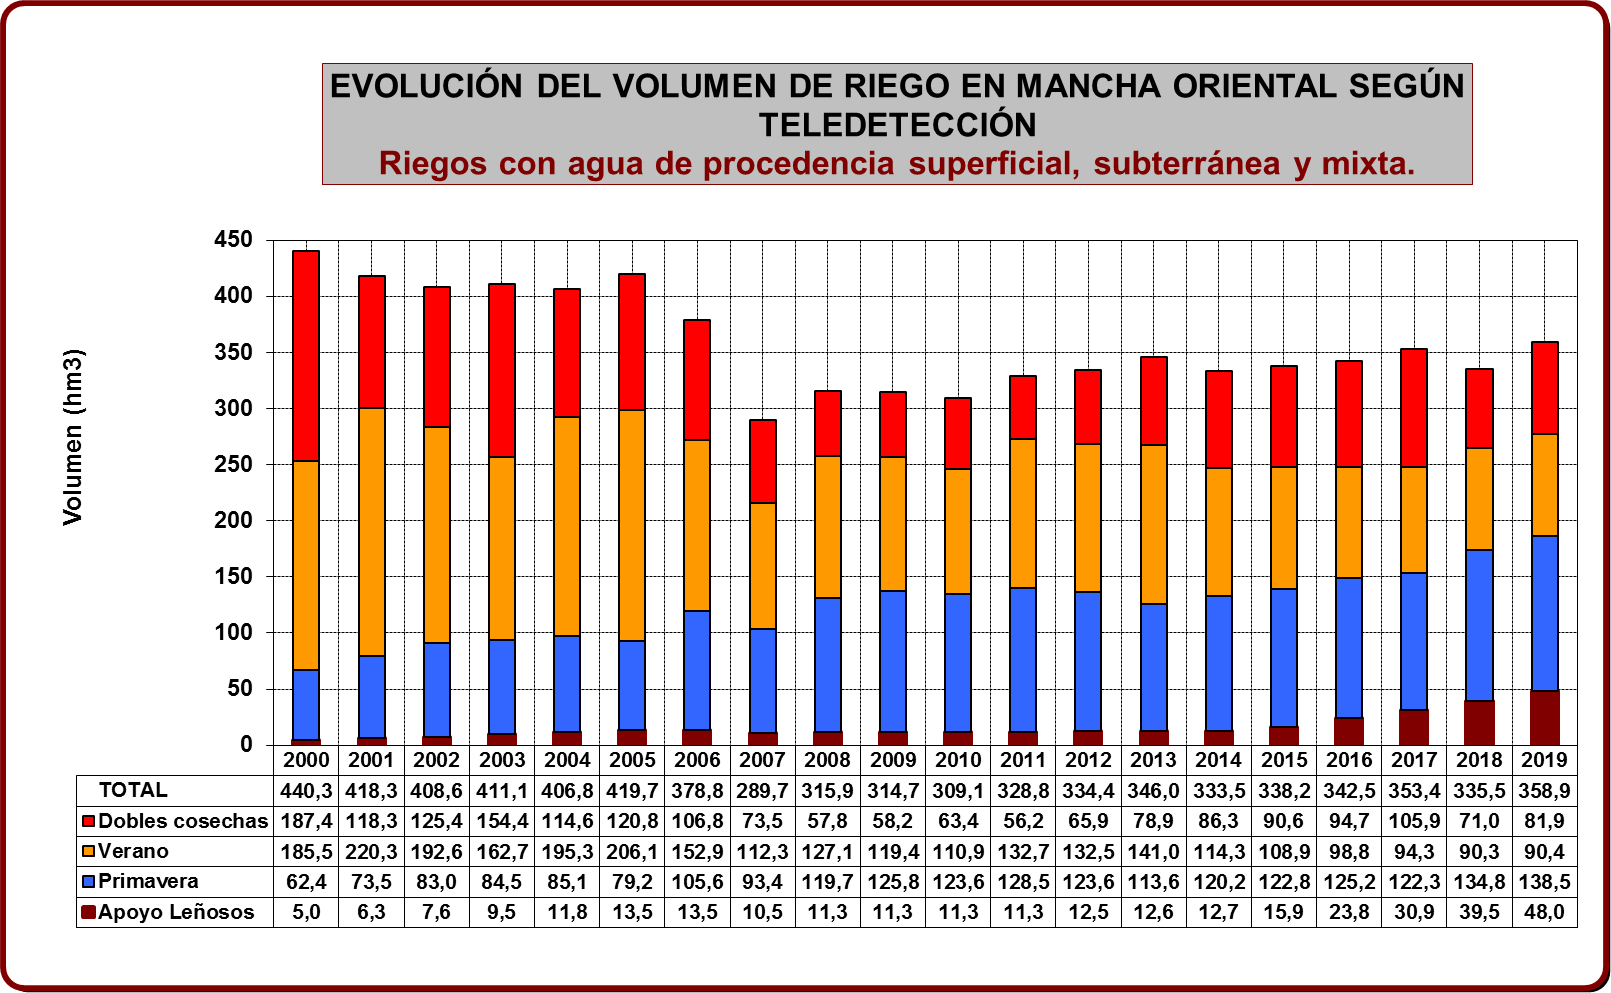 EVOLUCIÓN DEL VOLUMEN DE RIEGO EN MANCHA ORIENTAL SEGÚN
TELEDETECCIÓN
Riegos con agua de procedencia superficial, subterránea y mixta.
Volumen (hm3)
450
400
350
300
250
200
150
100
50
0
2000 2001 2002 2003 2004 2005 2006 2007 2008 2009 2010 2011 2012 2013 2014 2015 2016 2017 2018 2019
TOTAL 440,3 418,3 408,6 411,1 406,8 419,7 378,8 289,7 315,9 314,7 309,1 328,8 334,4 346,0 333,5 338,2 342,5 353,4 335,5 358,9
Dobles cosechas 187,4 118,3 125,4 154,4 114,6 120,8 106,8 73,5 57,8 58,2 63,4 56,2 65,9 78,9 86,3 90,6 94,7 105,9 71,0 81,9
Verano 185,5 220,3 192,6 162,7 195,3 206,1 152,9 112,3 127,1 119,4 110,9 132,7 132,5 141,0 114,3 108,9 98,8 94,3 90,3 90,4
Primavera 62,4 73,5 83,0 84,5 85,1 79,2 105,6 93,4 119,7 125,8 123,6 128,5 123,6 113,6 120,2 122,8 125,2 122,3 134,8 138,5
Apoyo Leñosos 5,0 6,3 7,6 9,5 11,8 13,5 13,5 10,5 11,3 11,3 11,3 11,3 12,5 12,6 12,7 15,9 23,8 30,9 39,5 48,0